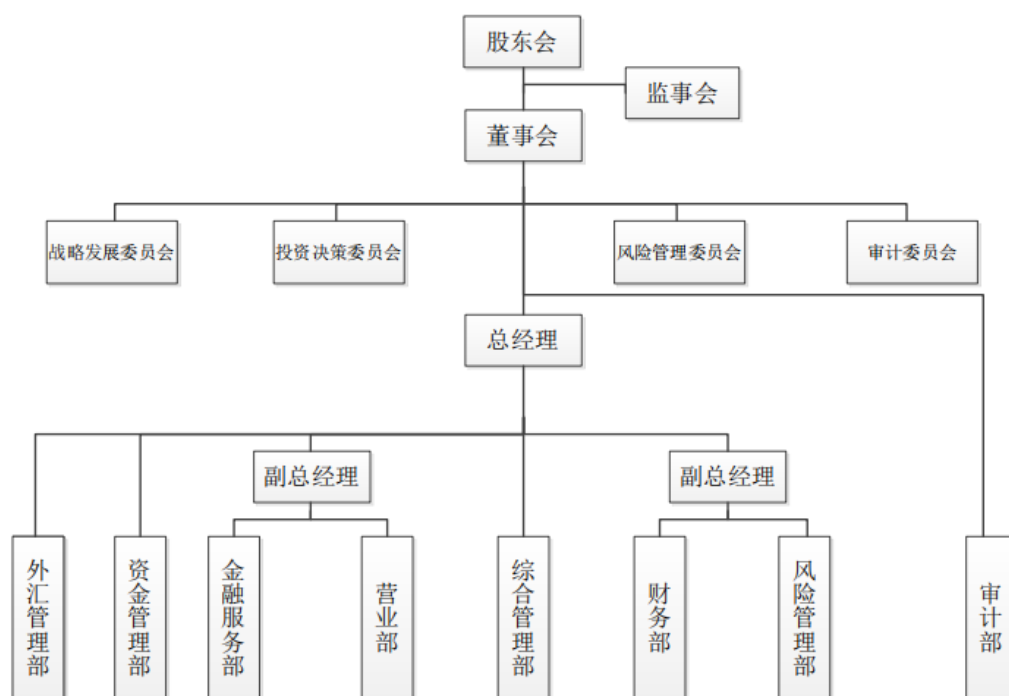 股东会
监事会
董事会
战略发展委员会
投资决策委员会
风险管理委员会
审计委员会
总经理
副总经理
副总经理
外汇管理部
资金管理部
金融服务部
营业部
综合管理部
财务部
风险管理部
审计部